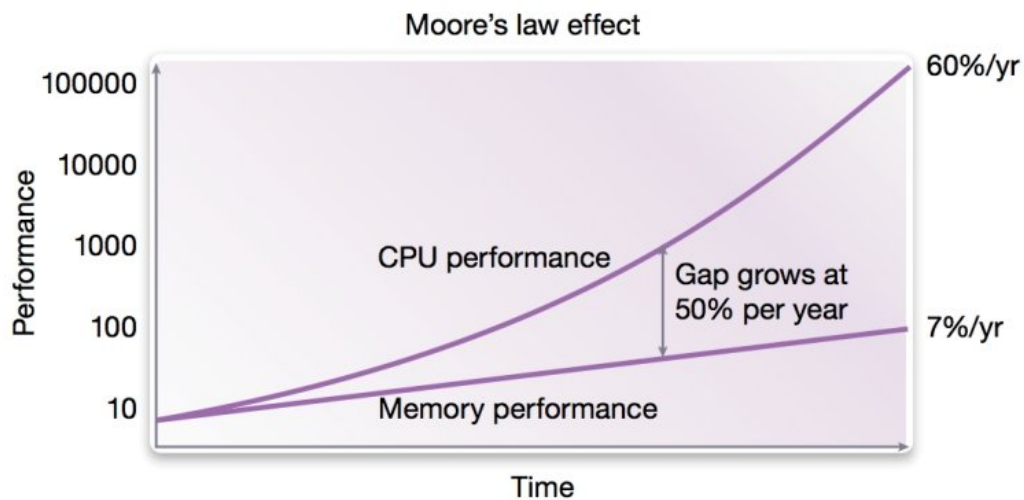 Moore's law effect
100000
10000
1000
100
10
Performance
CPU performance
Gap grows at
50% per year
Memory performance
60%/yr
7%/yr
Time